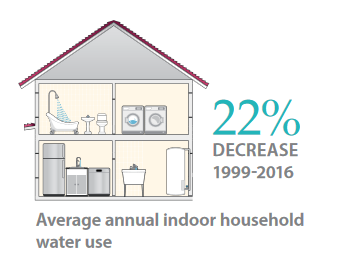 22%
DECREASE
1999-2016
Average annual indoor household
water use